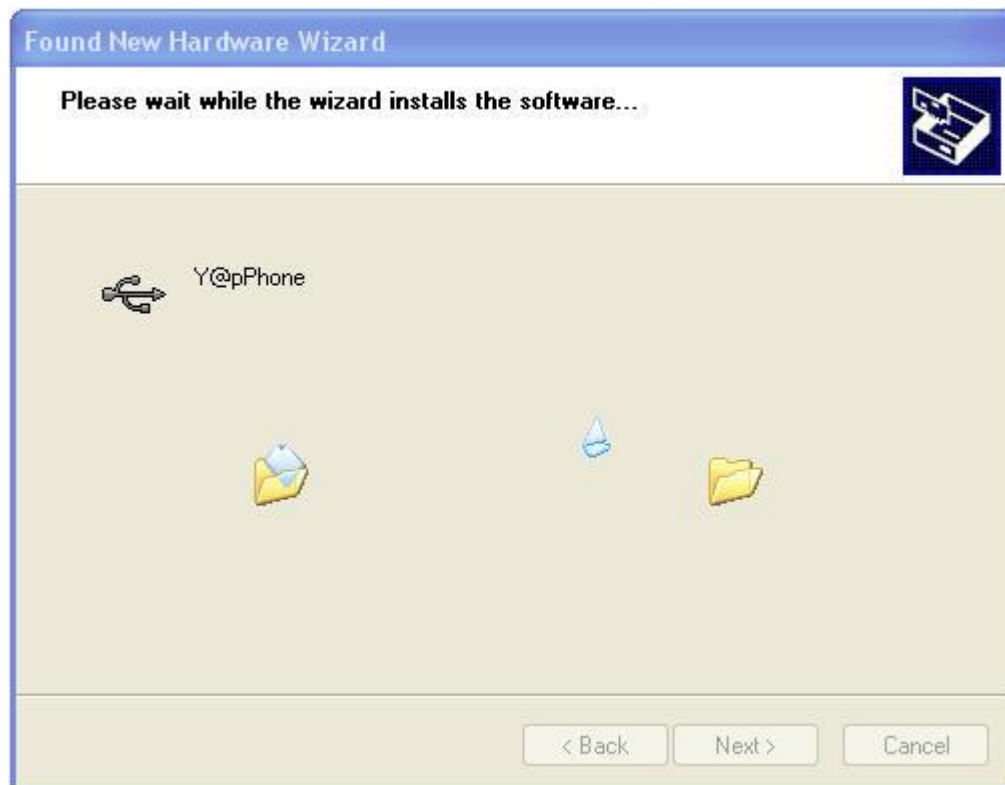 Found New Hardware Wizard
Please wait while the wizard installs the software...
Y@pPhone
< Back Next > Cancel